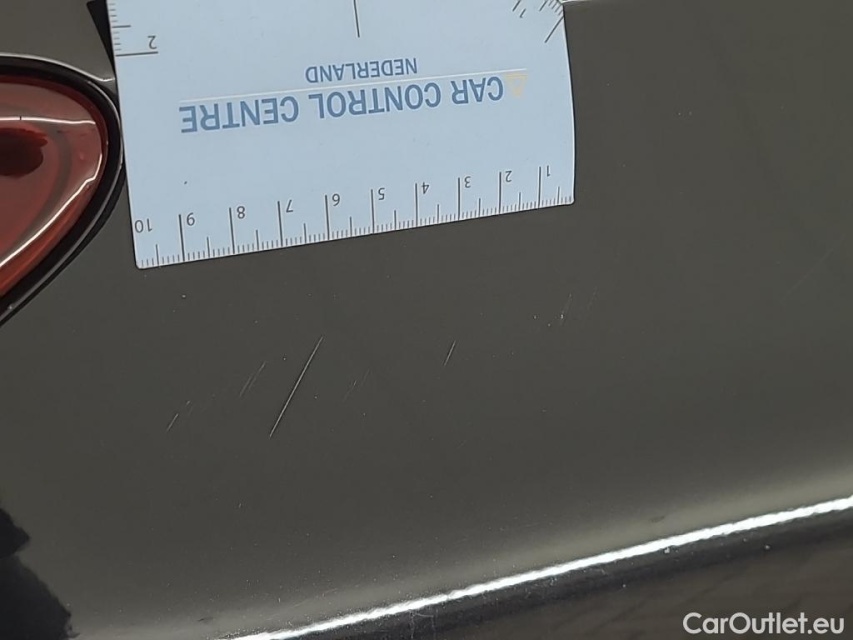 2
CAR CONTROL CENTRE
NEDERLAND
1 2 3 4 5 6 7 8 9 10
CarOutlet.eu